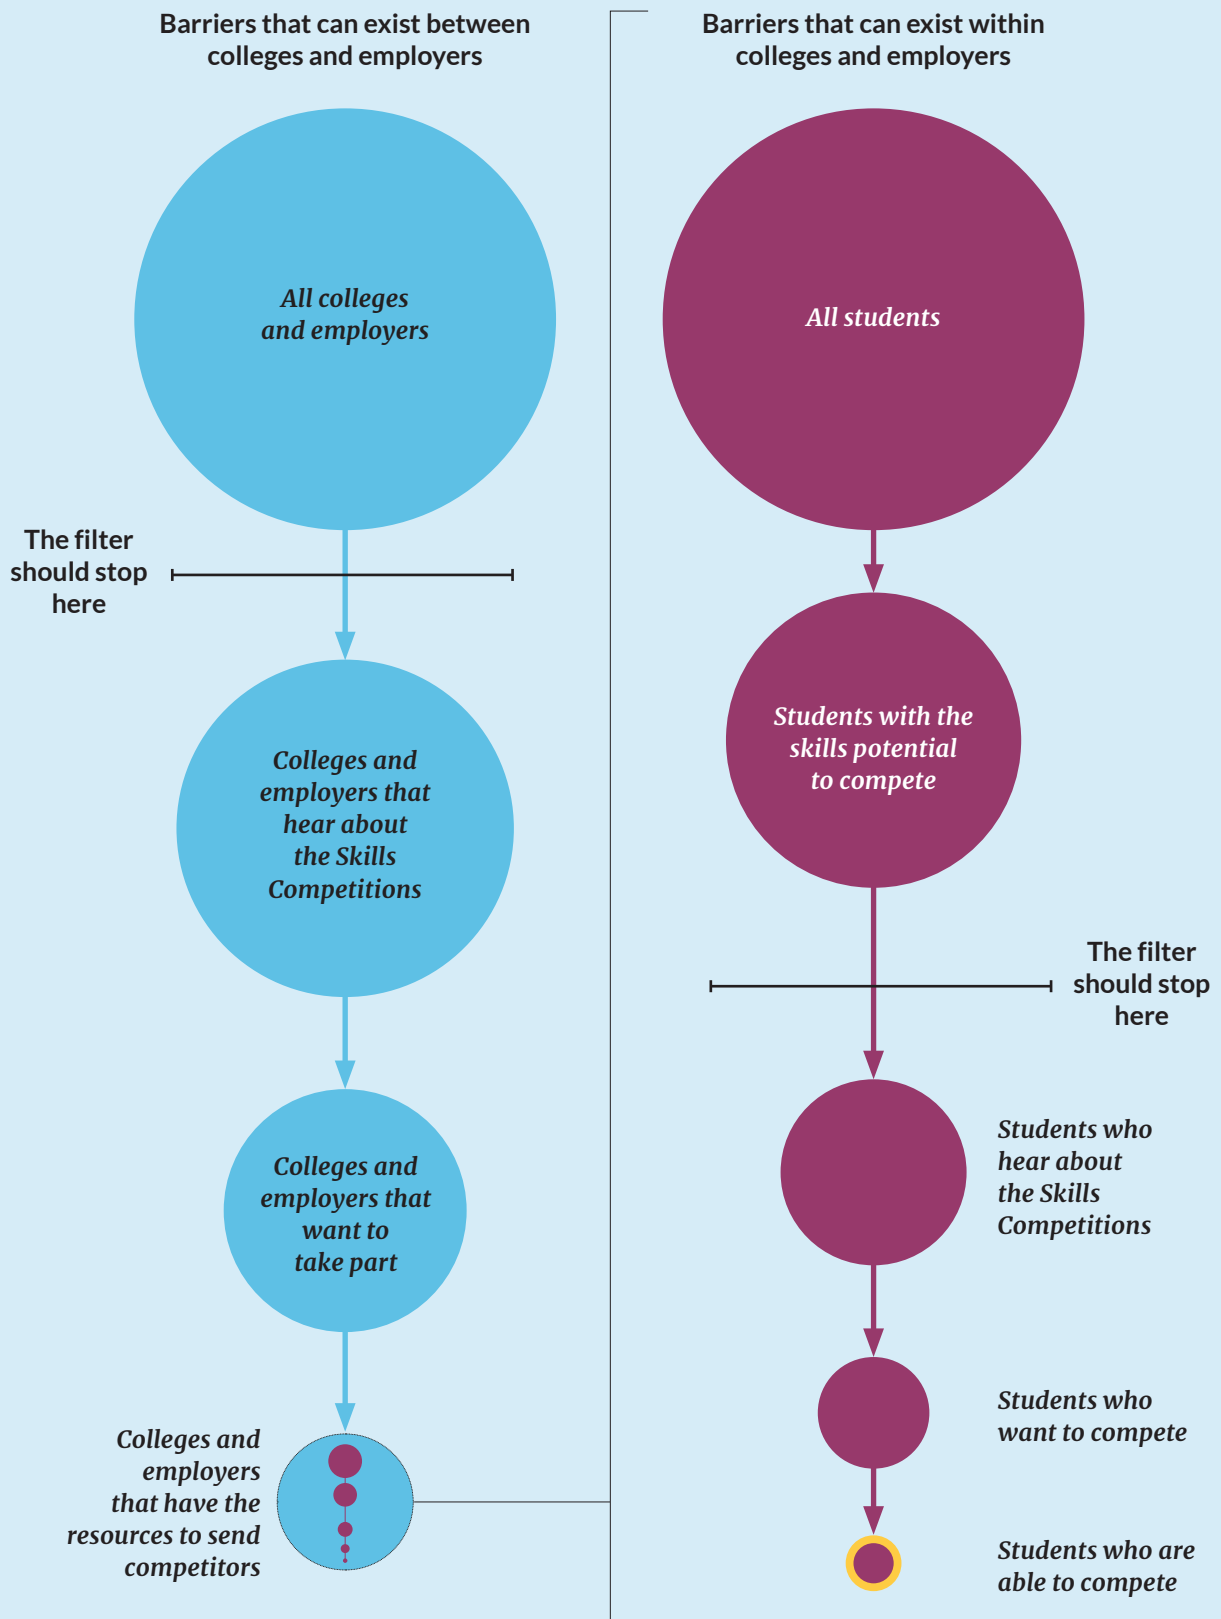 Barriers that can exist between
colleges and employers
All colleges
and employers
The filter
should stop
here
Colleges and
employers that
hear about
the Skills
Competitions
Colleges and
employers that
want to
take part
Colleges and
employers
that have the
resources to send
competitors
Barriers that can exist within
colleges and employers
All students
Students with the
skills potential
to compete
The filter
should stop
here
Students who
hear about
the Skills
Competitions
Students who
want to compete
Students who are
able to compete